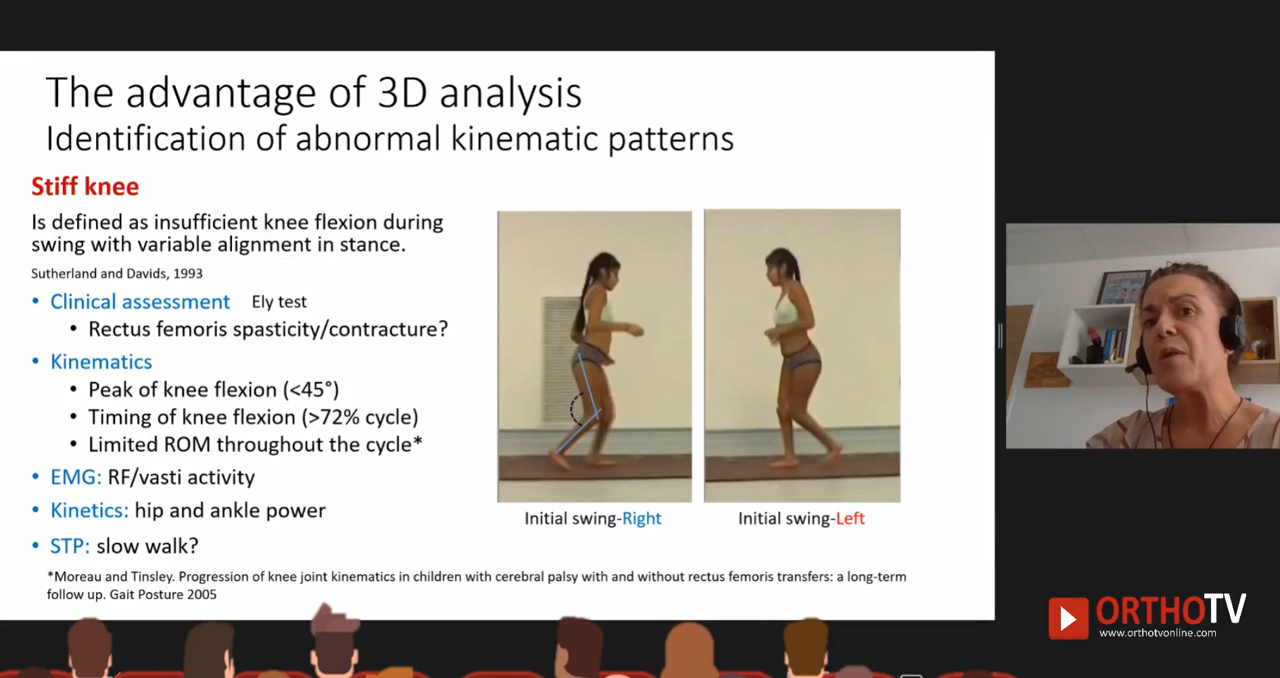 The advantage of 3D analysis
Identification of abnormal kinematic patterns
Stiff knee
Is defined as insufficient knee flexion during
swing with variable alignment in stance.
Sutherland and Davids, 1993
• Clinical assessment Ely test
• Rectus femoris spasticity/contracture?
• Kinematics
• Peak of knee flexion (<45°)
• Timing of knee flexion (>72% cycle)
• Limited ROM throughout the cycle*
• EMG: RF/vasti activity
• Kinetics: hip and ankle power
• STP: slow walk?
Initial swing-Right
Initial swing-Left
*Moreau and Tinsley. Progression of knee joint kinematics in children with cerebral palsy with and without rectus femoris transfers: a long-term
follow up. Gait Posture 2005
ORTHOTV
www.orthotvonline.com